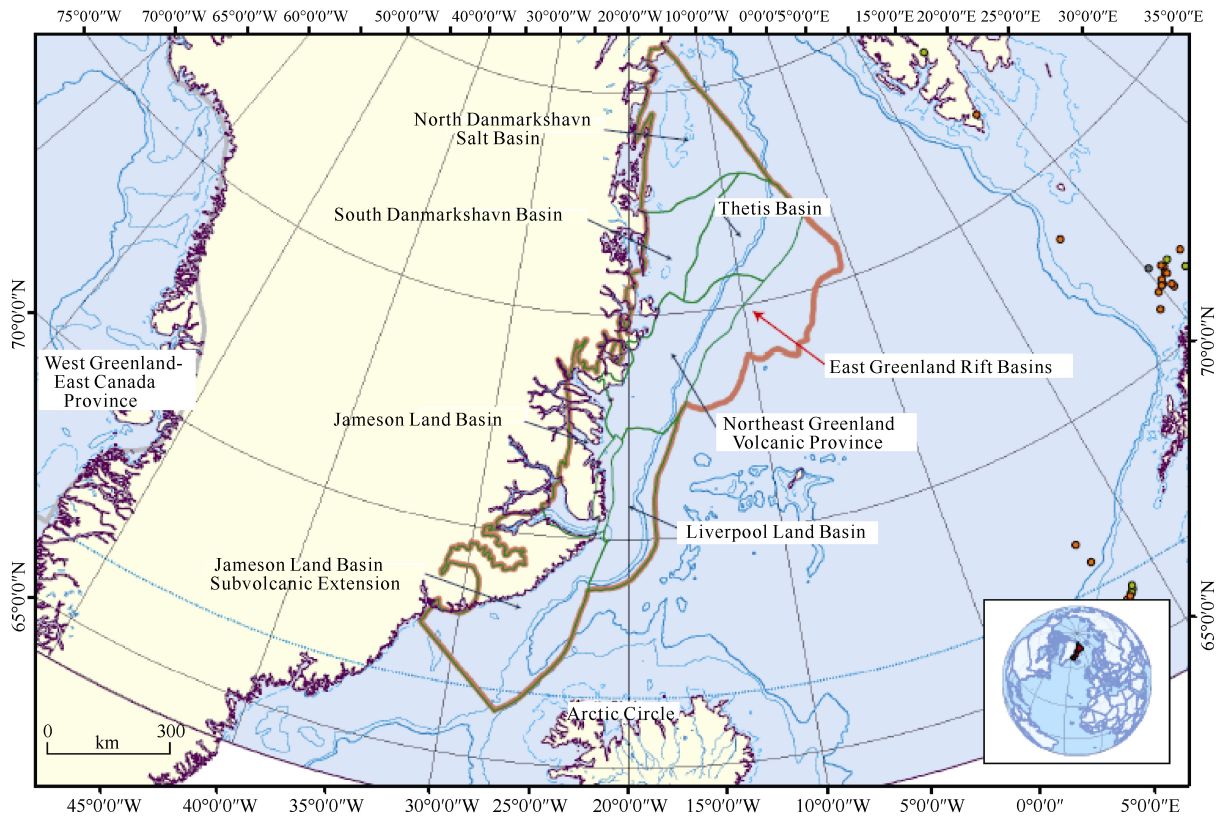 75°0′0″W 70°0′0″W 65°0′0″W 60°0′0″W 50°0′0″W 40°0′0″W 30°0′0″W 20°0′0″W 10°0′0″W 0°0′0″ 5°0′0″E 15°0′0″E 20°0′0″E 25°0′0″E 30°0′0″E 35°0′0″E
North Danmarkshavn
Salt Basin
South Danmarkshavn Basin
Thetis Basin
70°0′0″N
70°0′0″N
West Greenland-
East Canada
Province
East Greenland Rift Basins
Jameson Land Basin
Northeast Greenland
Volcanic Province
Liverpool Land Basin
Jameson Land Basin
Subvolcanic Extension
65°0′0″N
65°0′0″N
Arctic Circle
0 300
km
45°0′0″W 40°0′0″W 35°0′0″W 30°0′0″W 25°0′0″W 20°0′0″W 15°0′0″W 10°0′0″W 5°0′0″W 0°0′0″ 5°0′0″E